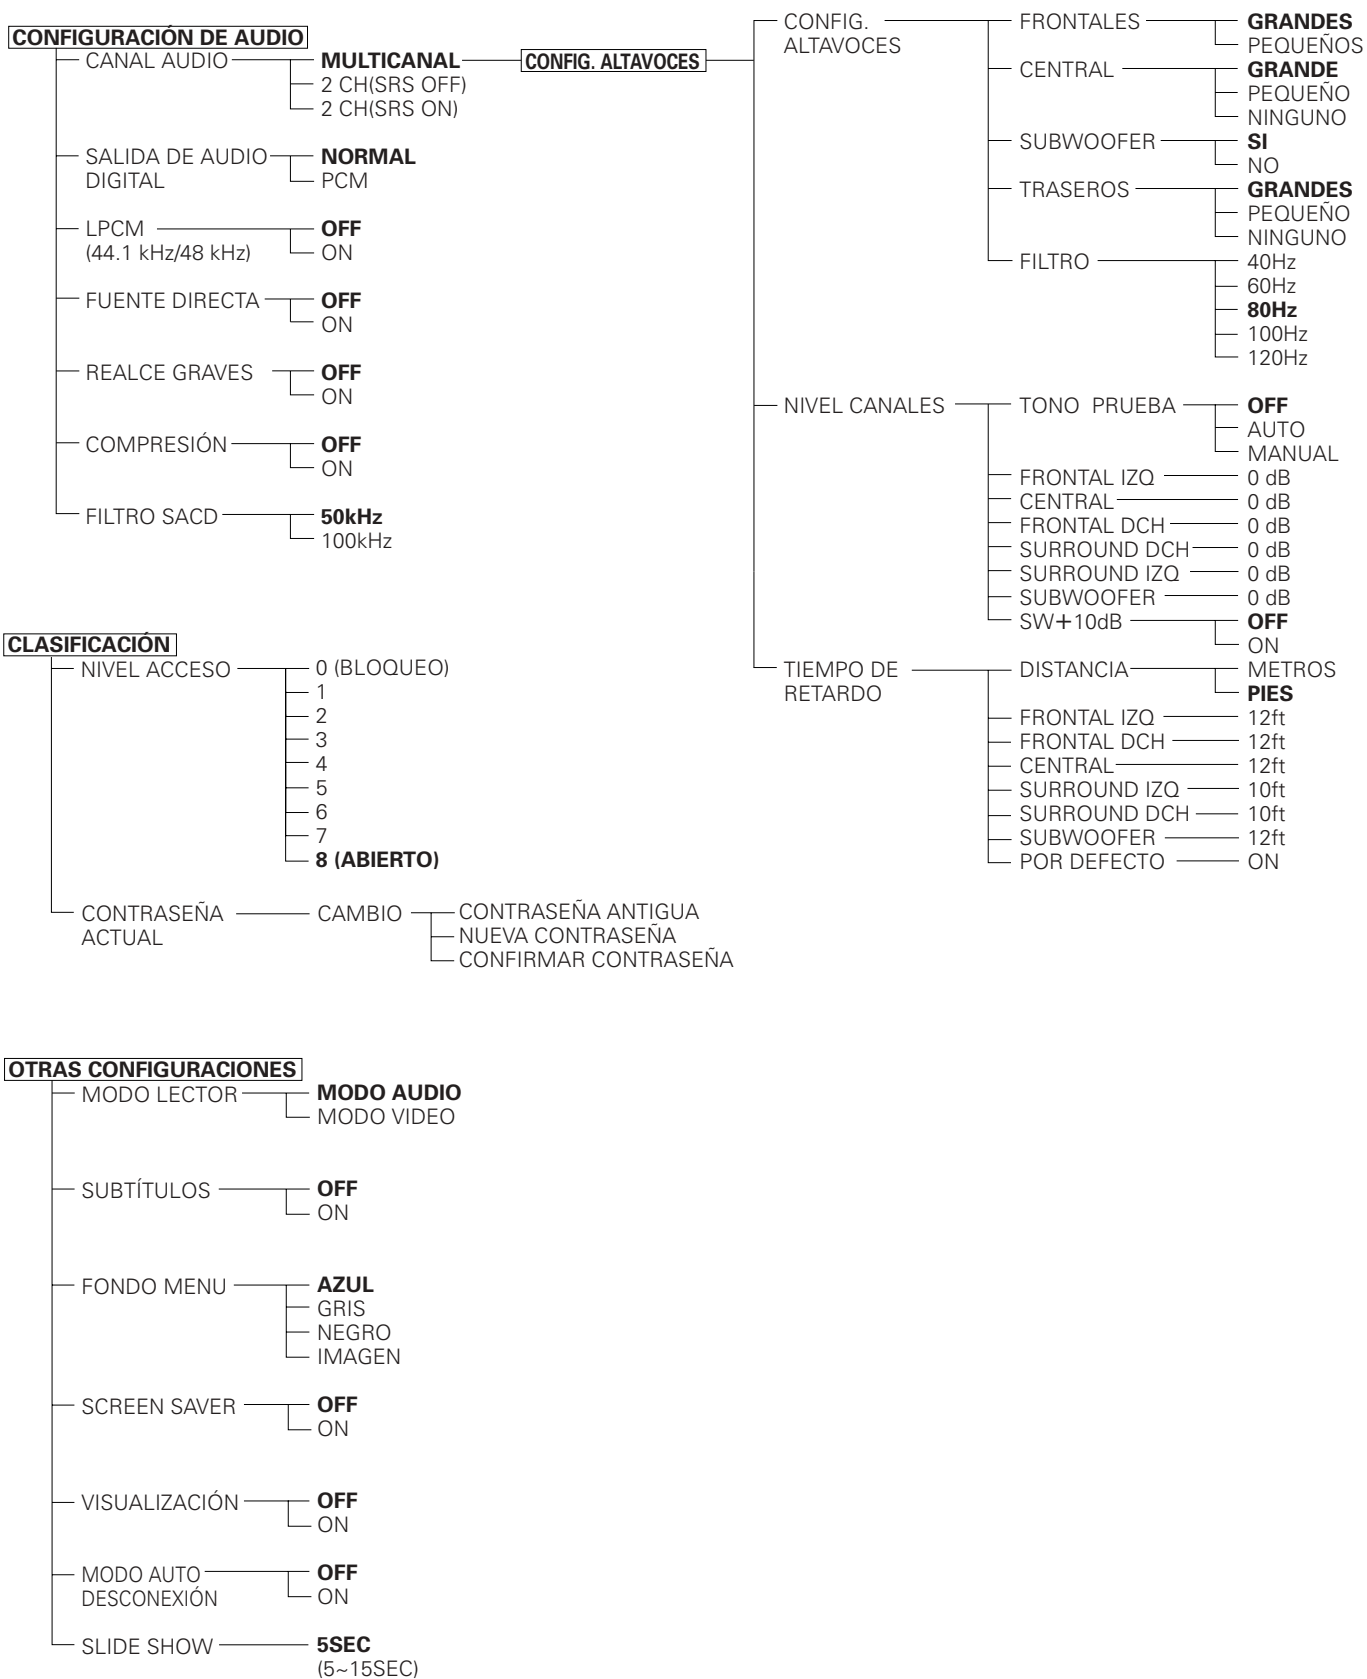 CONFIGURACIÓN DE AUDIO
CANAL AUDIO
MULTICANAL
2 CH(SRS OFF)
2 CH(SRS ON)
SALIDA DE AUDIO
DIGITAL
NORMAL
PCM
LPCM
(44.1 kHz/48 kHz)
OFF
ON
FUENTE DIRECTA
OFF
ON
REALCE GRAVES
OFF
ON
COMPRESIÓN
OFF
ON
FILTRO SACD
50kHz
100kHz
CONFIG. ALTAVOCES
CONFIG.
ALTAVOCES
FRONTALES
GRANDES
PEQUEÑOS
CENTRAL
GRANDE
PEQUEÑO
NINGUNO
SUBWOOFER
SI
NO
TRASEROS
GRANDES
PEQUEÑO
NINGUNO
FILTRO
40Hz
60Hz
80Hz
100Hz
120Hz
NIVEL CANALES
TONO PRUEBA
OFF
AUTO
MANUAL
FRONTAL IZQ 0 dB
CENTRAL 0 dB
FRONTAL DCH 0 dB
SURROUND DCH 0 dB
SURROUND IZQ 0 dB
SUBWOOFER 0 dB
SW+10dB
OFF
ON
TIEMPO DE
RETARDO
DISTANCIA
METROS
PIES
FRONTAL IZQ 12ft
FRONTAL DCH 12ft
CENTRAL 12ft
SURROUND IZQ 10ft
SURROUND DCH 10ft
SUBWOOFER 12ft
POR DEFECTO ON
CLASIFICACIÓN
NIVEL ACCESO
0 (BLOQUEO)
1
2
3
4
5
6
7
8 (ABIERTO)
CONTRASEÑA
ACTUAL
CAMBIO
CONTRASEÑA ANTIGUA
NUEVA CONTRASEÑA
CONFIRMAR CONTRASEÑA
OTRAS CONFIGURACIONES
MODO LECTOR
MODO AUDIO
MODO VIDEO
SUBTÍTULOS
OFF
ON
FONDO MENU
AZUL
GRIS
NEGRO
IMAGEN
SCREEN SAVER
OFF
ON
VISUALIZACIÓN
OFF
ON
MODO AUTO
DESCONEXIÓN
OFF
ON
SLIDE SHOW
5SEC
(5~15SEC)